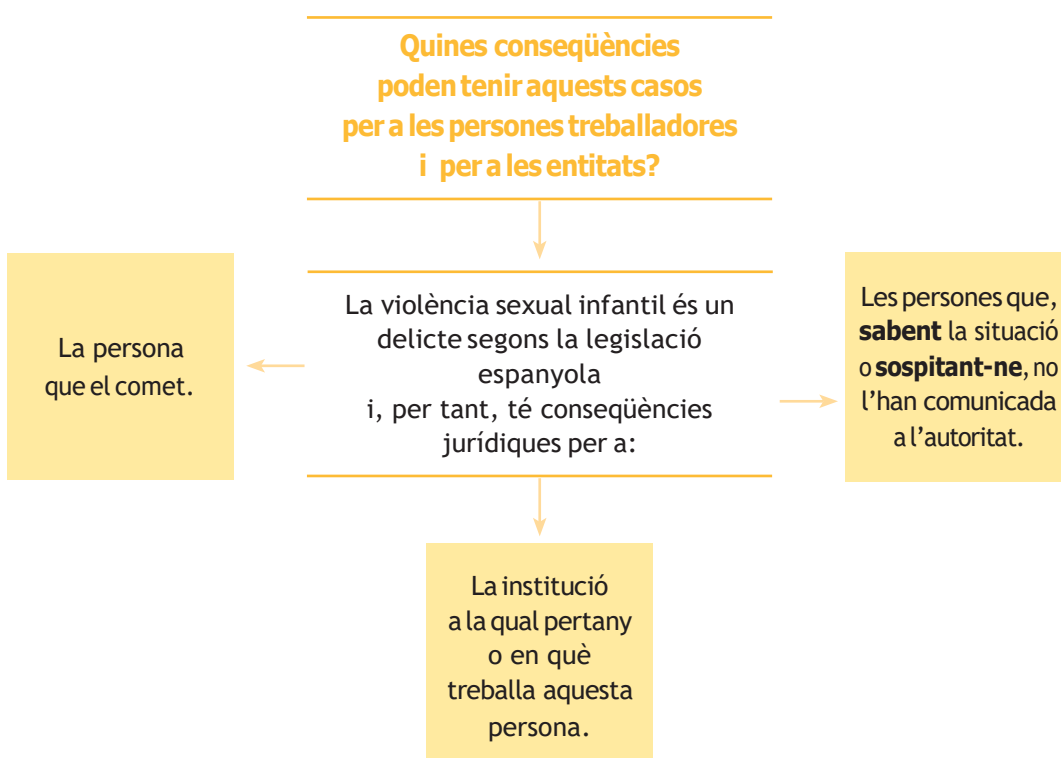 Quines conseqüències
poden tenir aquests casos
per a les persones treballadores
i per a les entitats?
La violència sexual infantil és un
delicte segons la legislació
espanyola
i, per tant, té conseqüències
jurídiques per a:
La persona
que el comet.
Les persones que,
sabent la situació
o sospitant-ne, no
l’han comunicada
a l’autoritat.
La institució
a la qual pertany
o en què
treballa aquesta
persona.